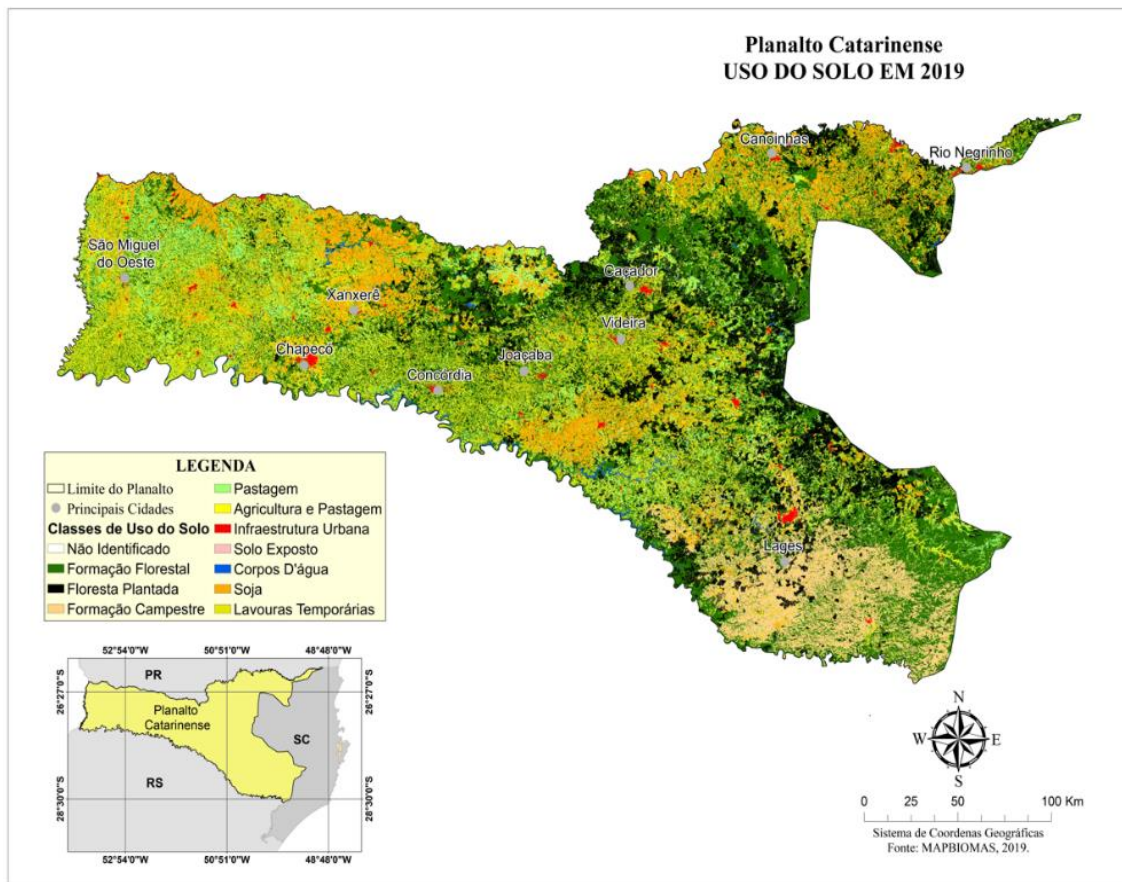 Planalto Catarinense
USO DO SOLO EM 2019
Canoinhas
Rio Negrinho
São Miguel
do Oeste
Caçador
Xanxerê
Videira
Chapecó
Joaçaba
Concórdia
Lages
LEGENDA
Limite do Planalto
Principais Cidades
Classes de Uso do Solo
Não Identificado
Formação Florestal
Floresta Plantada
Formação Campestre
Pastagem
Agricultura e Pastagem
Infraestrutura Urbana
Solo Exposto
Corpos D'água
Soja
Lavouras Temporárias
52°54'0"W 50°51'0"W 48°48'0"W
26°27'0"S
28°30'0"S
PR
Planalto
Catarinense
SC
RS
26°27'0"S
28°30'0"S
52°54'0"W 50°51'0"W 48°48'0"W
N
W E
S
0 25 50 100 Km
Sistema de Coordenas Geográficas
Fonte: MAPBIOMAS, 2019.